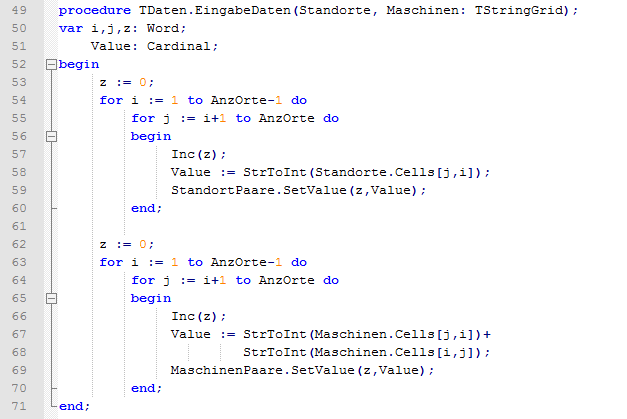 49 procedure TDaten.EingabeDaten(Standorte, Maschinen: TStringGrid);
50 var i,j,z: Word;
51     Value: Cardinal;
52 begin
53      z := 0;
54      for i := 1 to AnzOrte-1 do
55          for j := i+1 to AnzOrte do
56          begin
57               Inc(z);
58               Value := StrToInt(Standorte.Cells[j,i]);
59               StandortPaare.SetValue(z,Value);
60          end;
61
62      z := 0;
63      for i := 1 to AnzOrte-1 do
64          for j := i+1 to AnzOrte do
65          begin
66               Inc(z);
67               Value := StrToInt(Maschinen.Cells[j,i])+
68                        StrToInt(Maschinen.Cells[i,j]);
69               MaschinenPaare.SetValue(z,Value);
70          end;
71 end;